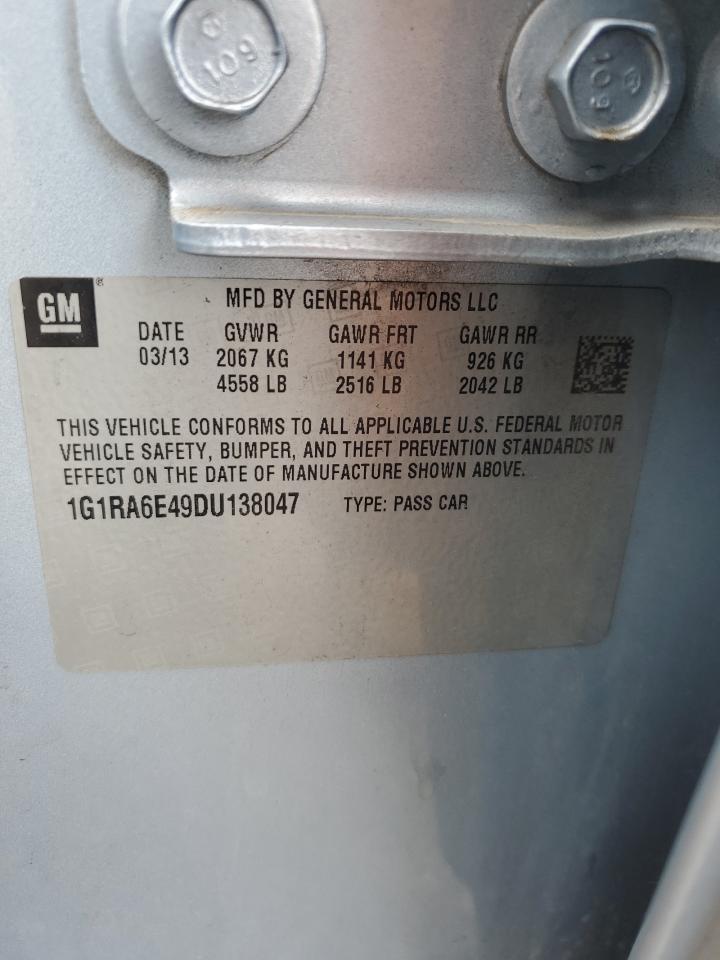 109
109
GM®
MFD BY GENERAL MOTORS LLC
DATE GVWR GAWR FRT GAWR RR
03/13 2067 KG 1141 KG 926 KG
4558 LB 2516 LB 2042 LB
THIS VEHICLE CONFORMS TO ALL APPLICABLE U.S. FEDERAL MOTOR
VEHICLE SAFETY, BUMPER, AND THEFT PREVENTION STANDARDS IN
EFFECT ON THE DATE OF MANUFACTURE SHOWN ABOVE.
1G1RA6E49DU138047 TYPE: PASS CAR